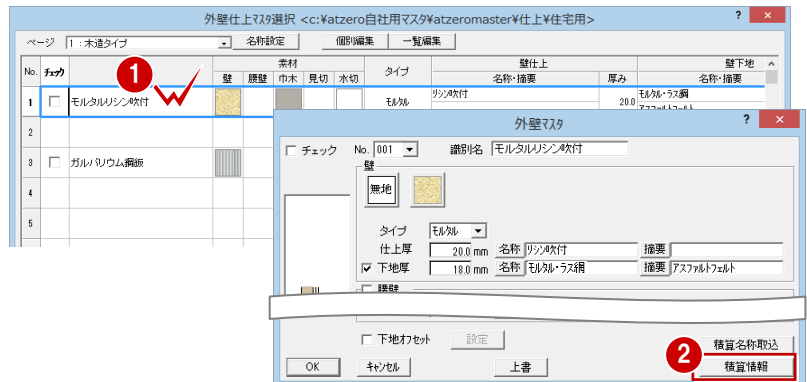 外壁仕上ﾏｽﾀ選択 <c:¥atzero自社用マスタ¥atzeromaster¥仕上¥住宅用> ? ×
ページ 1：木造タイプ 名称設定 個別編集 一覧編集
No. ﾁｪｯｸ 素材 タイプ 壁仕上 壁下地
壁 腰壁 巾木 見切 水切 名称･摘要 厚み 名称･摘要
1 モルタルリシン吹付 ﾓﾙﾀﾙ ﾘｼﾝ吹付 20.0 ﾓﾙﾀﾙ･ﾗｽ網
ｱｽﾌｧﾙﾄﾌｪﾙﾄ
2
3 ガルバリウム鋼板
4
5
1
外壁ﾏｽﾀ ? ×
チェック No. 001 識別名 モルタルリシン吹付
壁
無地
タイプ ﾓﾙﾀﾙ
仕上厚 20.0 mm 名称 ﾘｼﾝ吹付 摘要
下地厚 18.0 mm 名称 ﾓﾙﾀﾙ･ﾗｽ網 摘要 ｱｽﾌｧﾙﾄﾌｪﾙﾄ
腰壁
下地ｵﾌｾｯﾄ 設定 積算名称取込
2
OK ｷｬﾝｾﾙ 上書 積算情報